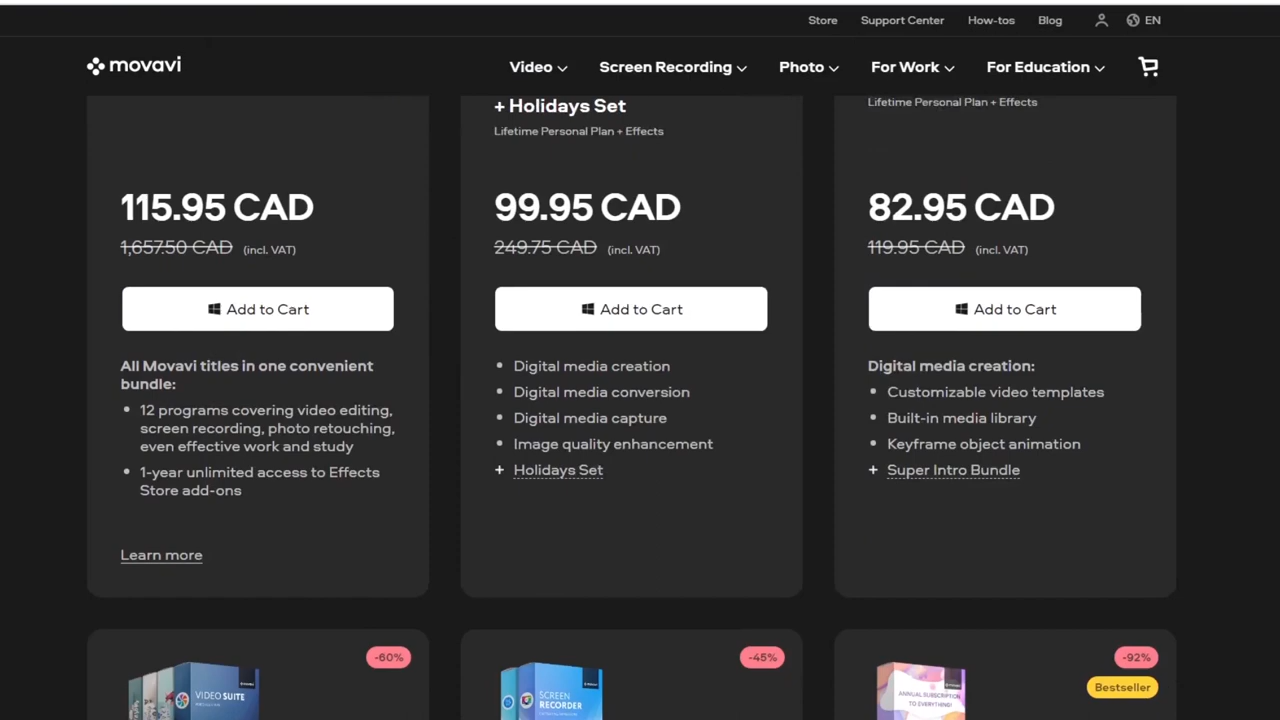 Store
Support Center
How-tos
Blog
EN
movavi
Video
Screen Recording
Photo
For Work
For Education
115.95 CAD
1,657.50 CAD (incl. VAT)
Add to Cart
All Movavi titles in one convenient
bundle:
• 12 programs covering video editing,
screen recording, photo retouching,
even effective work and study
• 1-year unlimited access to Effects
Store add-ons
Learn more
+ Holidays Set
Lifetime Personal Plan + Effects
99.95 CAD
249.75 CAD (incl. VAT)
Add to Cart
• Digital media creation
• Digital media conversion
• Digital media capture
• Image quality enhancement
+ Holidays Set
Lifetime Personal Plan + Effects
82.95 CAD
119.95 CAD (incl. VAT)
Add to Cart
Digital media creation:
• Customizable video templates
• Built-in media library
• Keyframe object animation
+ Super Intro Bundle
-60%
VIDEO SUITE
-45%
SCREEN
RECORDER
-92%
Bestseller
ANNUAL SUBSCRIPTION
TO EVERYTHING!